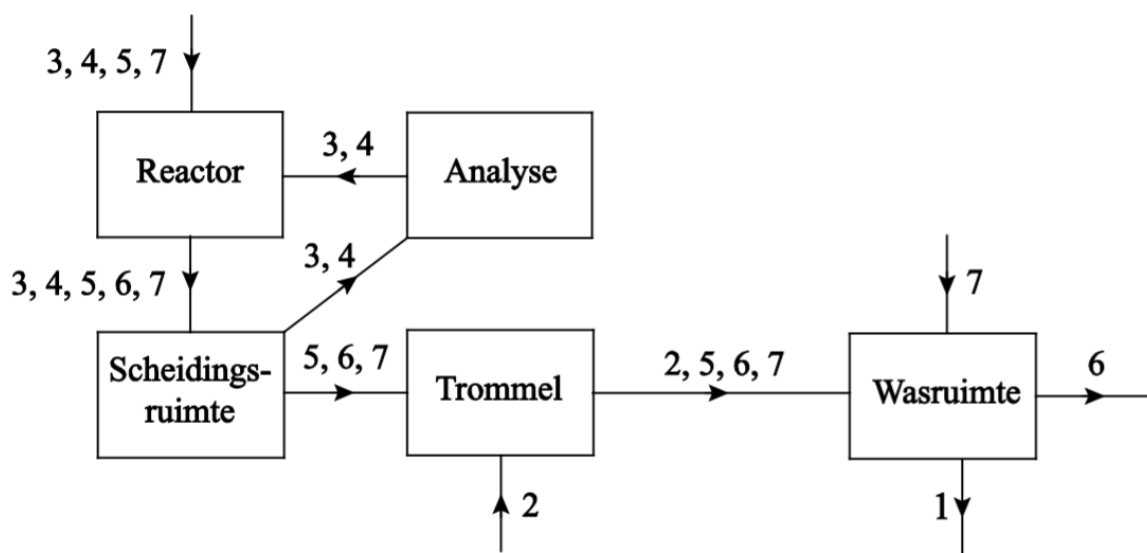 3, 4, 5, 7
Reactor
3, 4
Analyse
3, 4, 5, 6, 7
3, 4
7
Scheidings-
ruimte
5, 6, 7
Trommel
2, 5, 6, 7
Wasruimte
6
2
1